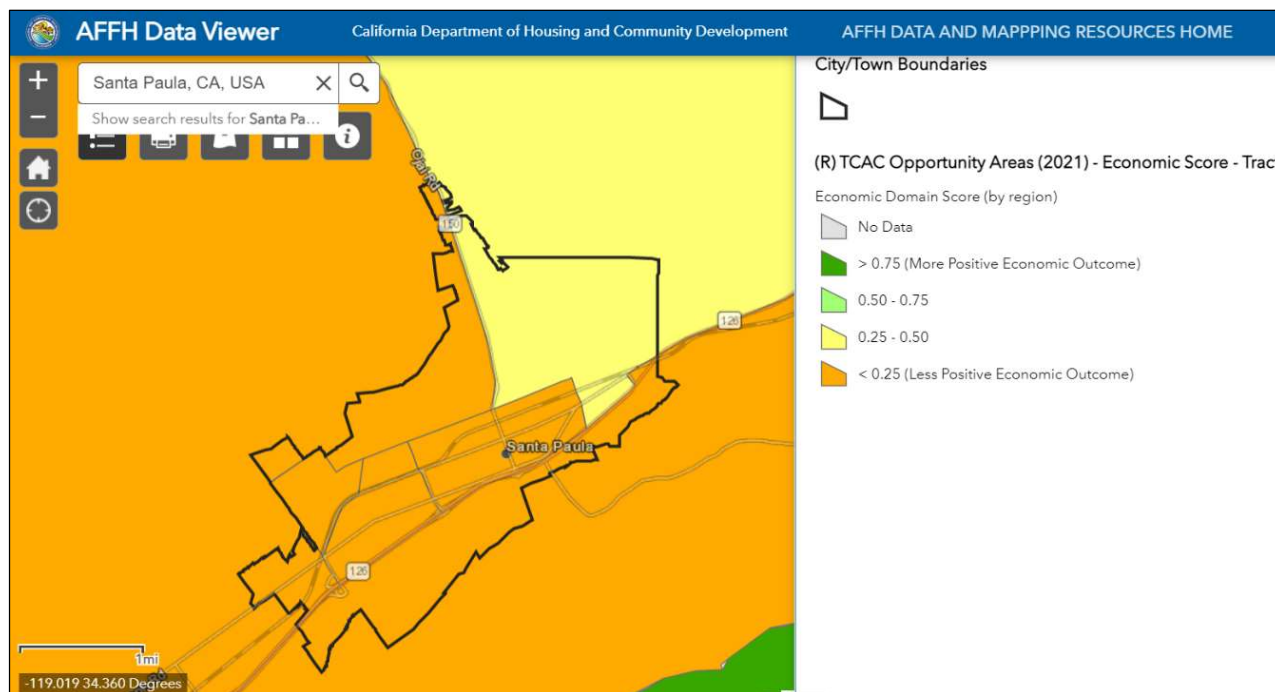 AFFH Data Viewer
California Department of Housing and Community Development
AFFH DATA AND MAPPPING RESOURCES HOME
+
Santa Paula, CA, USA
Show search results for Santa Pa...
−
Ojai Rd
150
126
Santa Paula
126
1mi
-119.019 34.360 Degrees
City/Town Boundaries
(R) TCAC Opportunity Areas (2021) - Economic Score - Trac
Economic Domain Score (by region)
No Data
> 0.75 (More Positive Economic Outcome)
0.50 - 0.75
0.25 - 0.50
< 0.25 (Less Positive Economic Outcome)